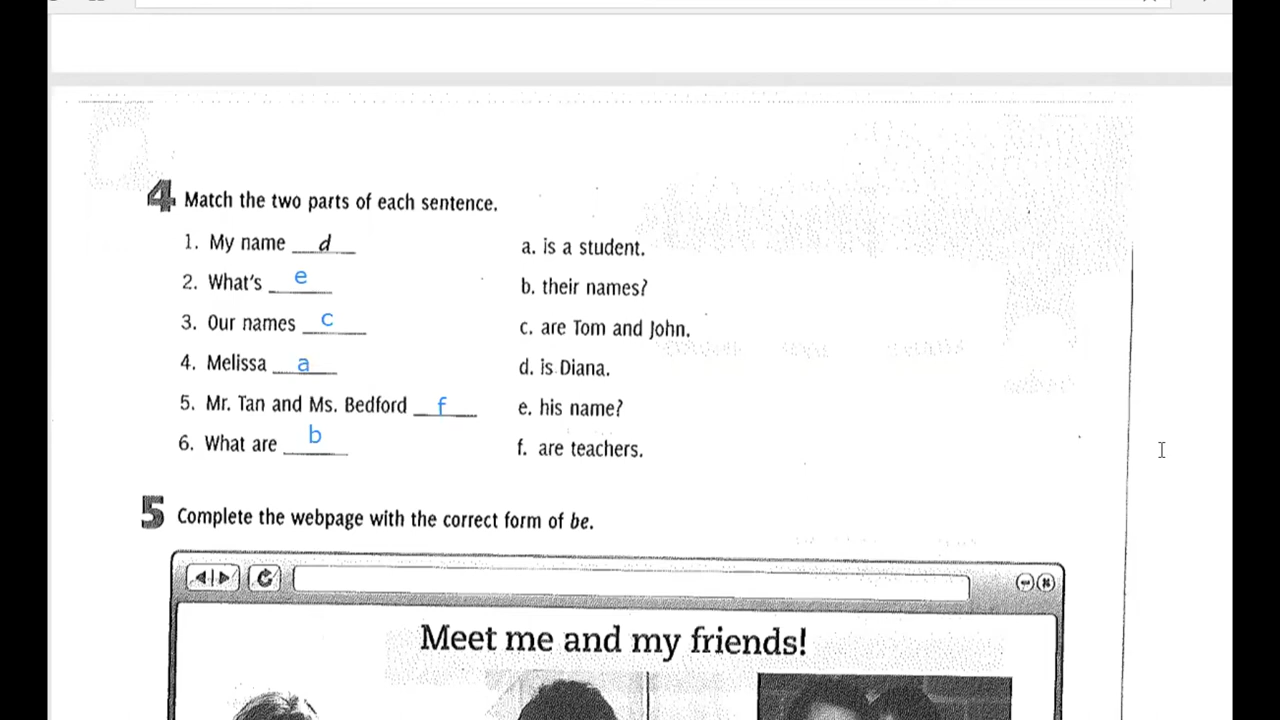 4 Match the two parts of each sentence.
1. My name d
2. What's e
3. Our names c
4. Melissa a
5. Mr. Tan and Ms. Bedford f
6. What are b
a. is a student.
b. their names?
c. are Tom and John.
d. is Diana.
e. his name?
f. are teachers.
5 Complete the webpage with the correct form of be.
Meet me and my friends!